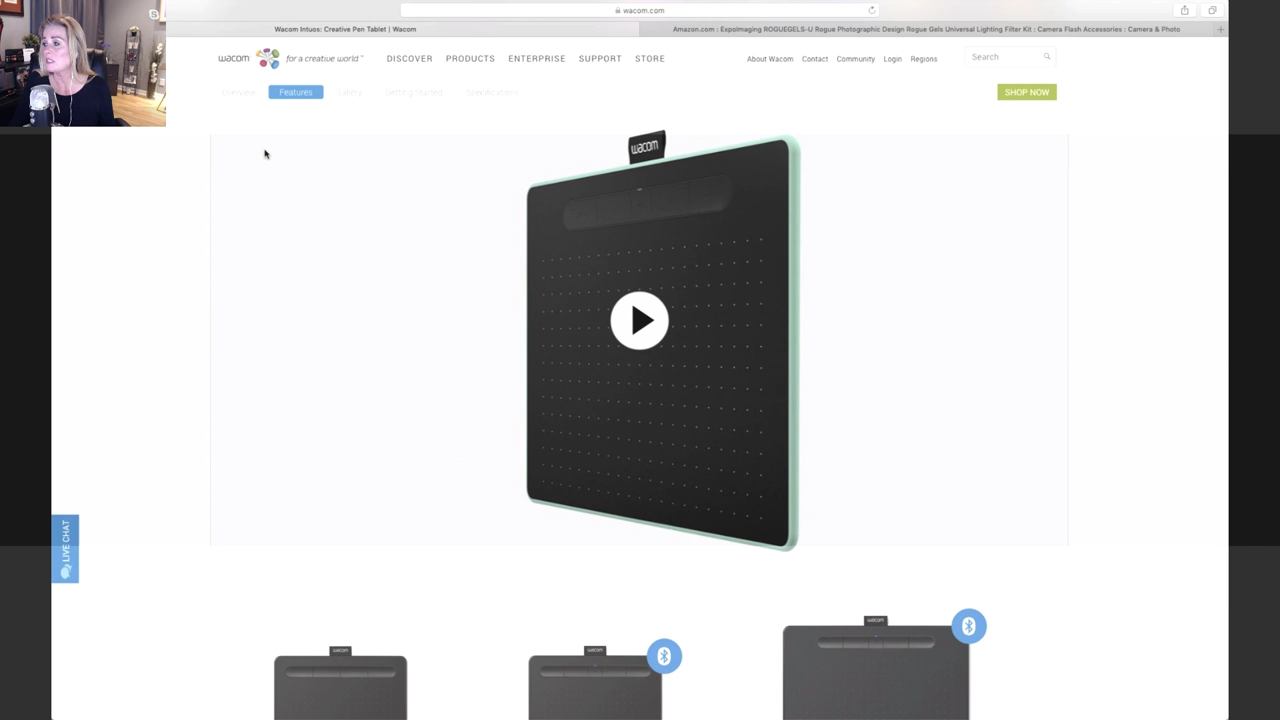 wacom.com
Wacom Intuos: Creative Pen Tablet | Wacom
Amazon.com : ExpoImaging ROGUEGELS-U Rogue Photographic Design Rogue Gels Universal Lighting Filter Kit : Camera Flash Accessories : Camera & Photo
wacom for a creative world™ DISCOVER PRODUCTS ENTERPRISE SUPPORT STORE About Wacom Contact Community Login Regions Search
Overview Features Gallery Getting Started Specifications SHOP NOW
wacom
LIVE CHAT
wacom
wacom
wacom